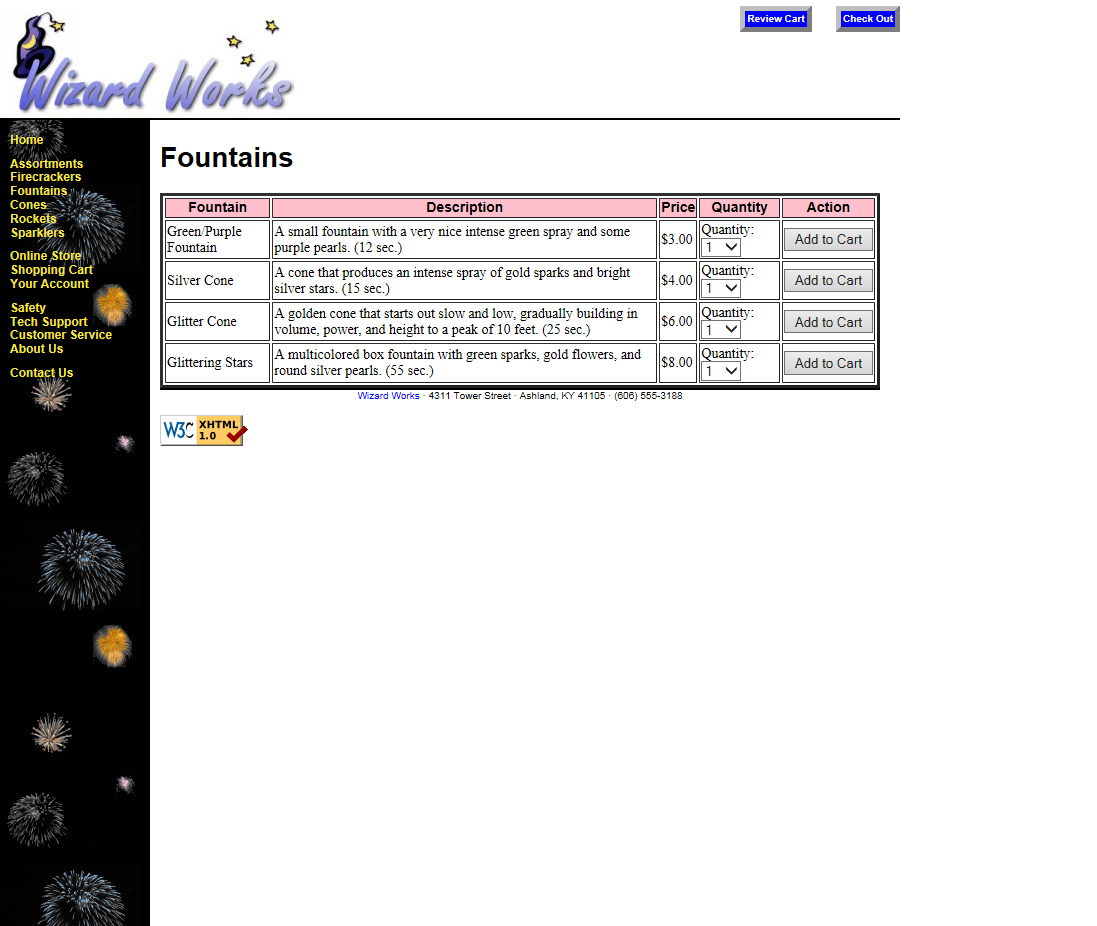 Wizard Works
Review Cart
Check Out
Home
Assortments
Firecrackers
Fountains
Cones
Rockets
Sparklers
Online Store
Shopping Cart
Your Account
Safety
Tech Support
Customer Service
About Us
Contact Us
Fountains
Fountain Description Price Quantity Action
Green/Purple Fountain
A small fountain with a very nice intense green spray and some
purple pearls. (12 sec.)
$3.00
Quantity:
1
Add to Cart
Silver Cone
A cone that produces an intense spray of gold sparks and bright
silver stars. (15 sec.)
$4.00
Quantity:
1
Add to Cart
Glitter Cone
A golden cone that starts out slow and low, gradually building in
volume, power, and height to a peak of 10 feet. (25 sec.)
$6.00
Quantity:
1
Add to Cart
Glittering Stars
A multicolored box fountain with green sparks, gold flowers, and
round silver pearls. (55 sec.)
$8.00
Quantity:
1
Add to Cart
Wizard Works · 4311 Tower Street · Ashland, KY 41105 · (606) 555-3188
W3C XHTML
1.0